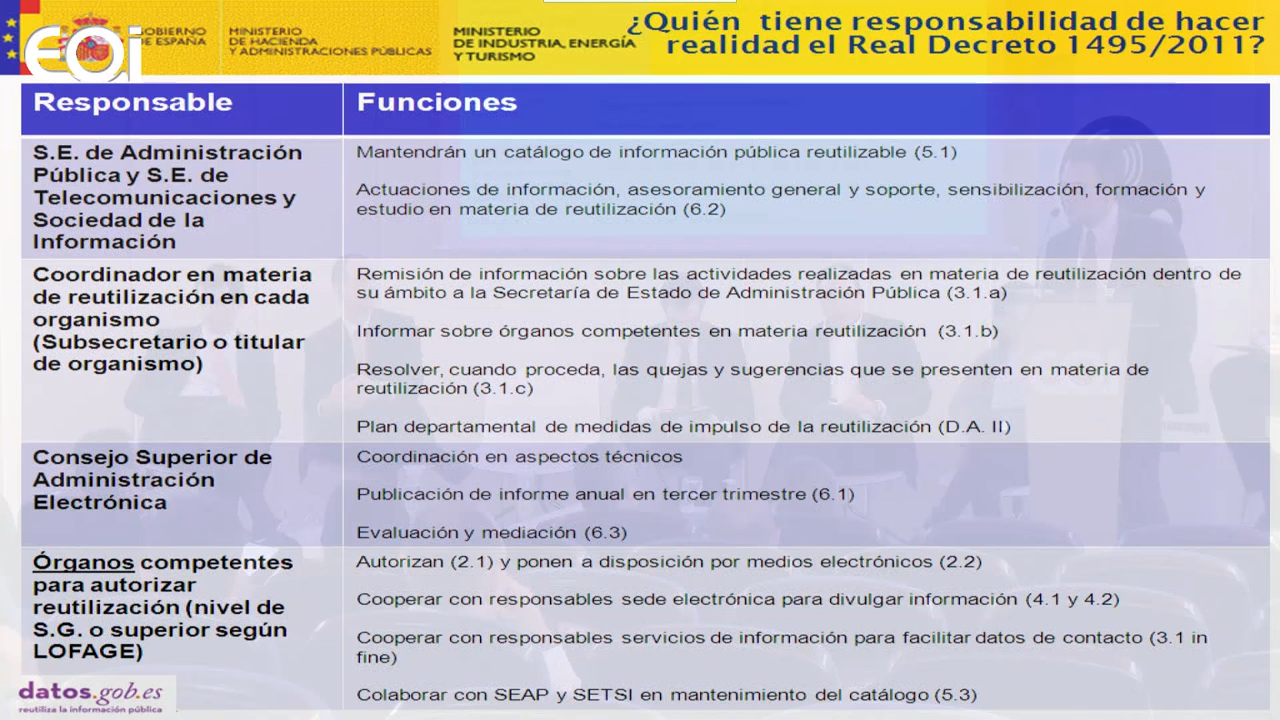 eoi
GOBIERNO
DE ESPAÑA
MINISTERIO
DE HACIENDA
Y ADMINISTRACIONES PÚBLICAS
MINISTERIO
DE INDUSTRIA, ENERGÍA
Y TURISMO
¿Quién tiene responsabilidad de hacer
realidad el Real Decreto 1495/2011?
Responsable
Funciones
S.E. de Administración
Pública y S.E. de
Telecomunicaciones y
Sociedad de la
Información
Mantendrán un catálogo de información pública reutilizable (5.1)
Actuaciones de información, asesoramiento general y soporte, sensibilización, formación y
estudio en materia de reutilización (6.2)
Coordinador en materia
de reutilización en cada
organismo
(Subsecretario o titular
de organismo)
Remisión de información sobre las actividades realizadas en materia de reutilización dentro de
su ámbito a la Secretaría de Estado de Administración Pública (3.1.a)
Informar sobre órganos competentes en materia reutilización (3.1.b)
Resolver, cuando proceda, las quejas y sugerencias que se presenten en materia de
reutilización (3.1.c)
Plan departamental de medidas de impulso de la reutilización (D.A. II)
Consejo Superior de
Administración
Electrónica
Coordinación en aspectos técnicos
Publicación de informe anual en tercer trimestre (6.1)
Evaluación y mediación (6.3)
Órganos competentes
para autorizar
reutilización (nivel de
S.G. o superior según
LOFAGE)
Autorizan (2.1) y ponen a disposición por medios electrónicos (2.2)
Cooperar con responsables sede electrónica para divulgar información (4.1 y 4.2)
Cooperar con responsables servicios de información para facilitar datos de contacto (3.1 in
fine)
Colaborar con SEAP y SETSI en mantenimiento del catálogo (5.3)
datos.gob.es
reutiliza la información pública